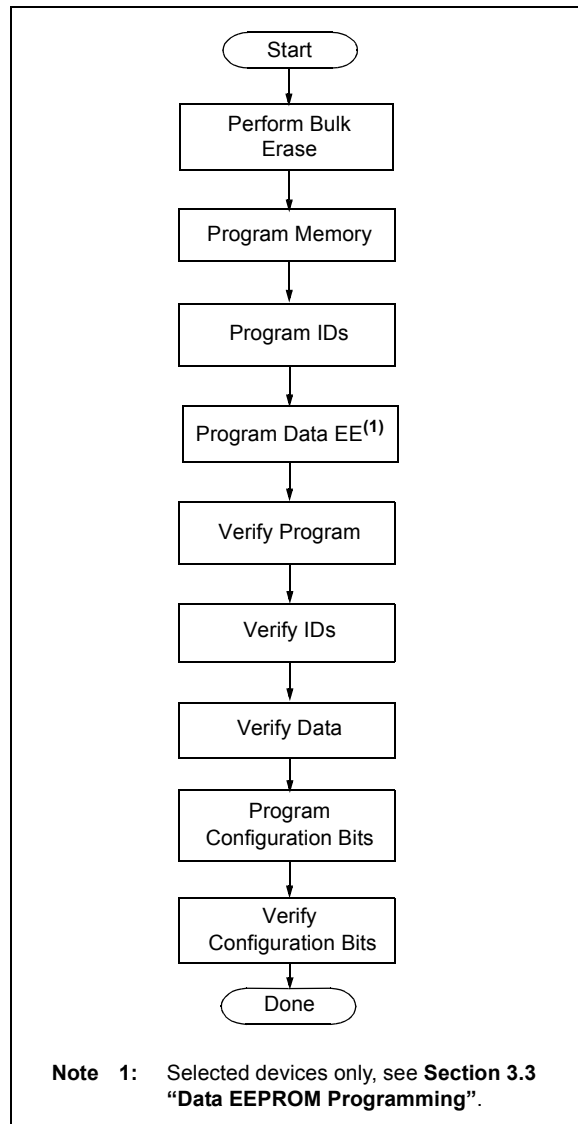 Start
Perform Bulk
Erase
Program Memory
Program IDs
Program Data EE(1)
Verify Program
Verify IDs
Verify Data
Program
Configuration Bits
Verify
Configuration Bits
Done
Note 1: Selected devices only, see Section 3.3
“Data EEPROM Programming”.